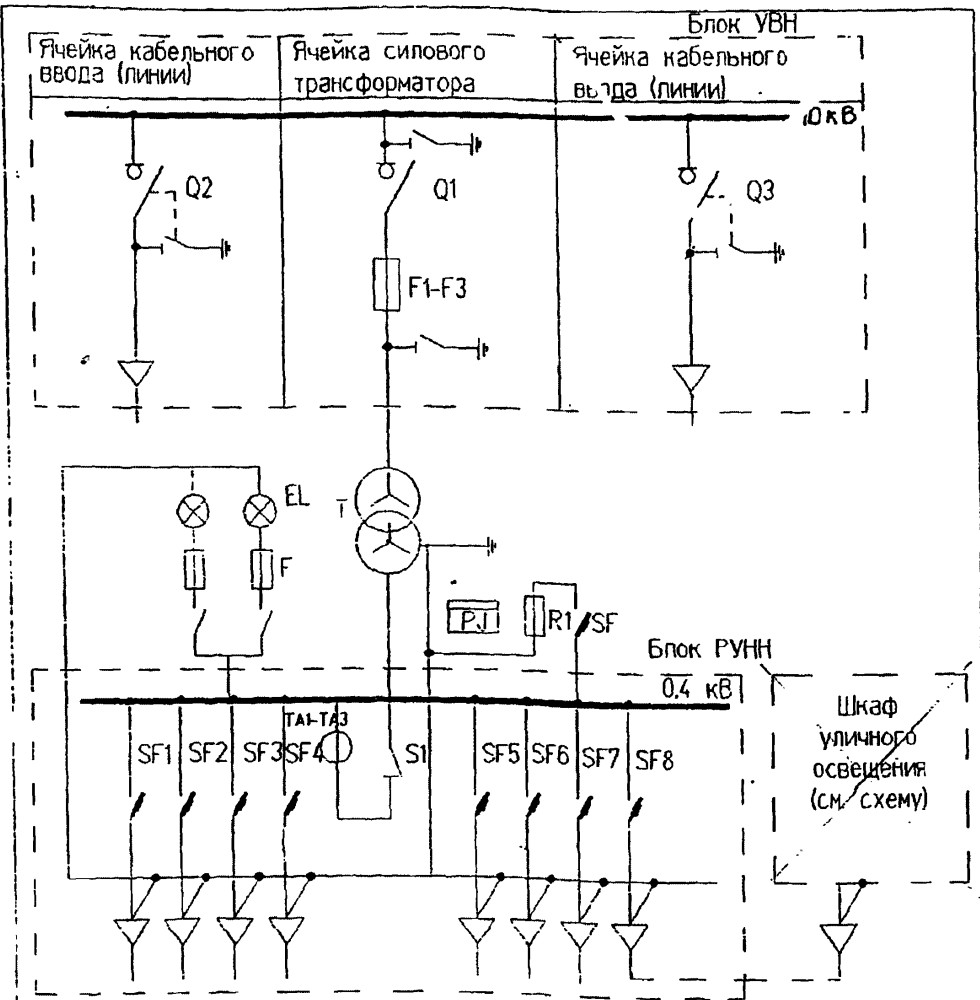 Блок УВН
Ячейка кабельного
ввода (линии)
Ячейка силового
трансформатора
Ячейка кабельного
(линии)
Q2
Q1
Q3
F1-F3
EL
T
F
PJ
R1
SF
Блок РУНН
0.4 кВ
TA1-TA3
SF1
SF2
SF3
SF4
S1
SF5
SF6
SF7
SF8
Шкаф
уличного
освещения
(см. схему)